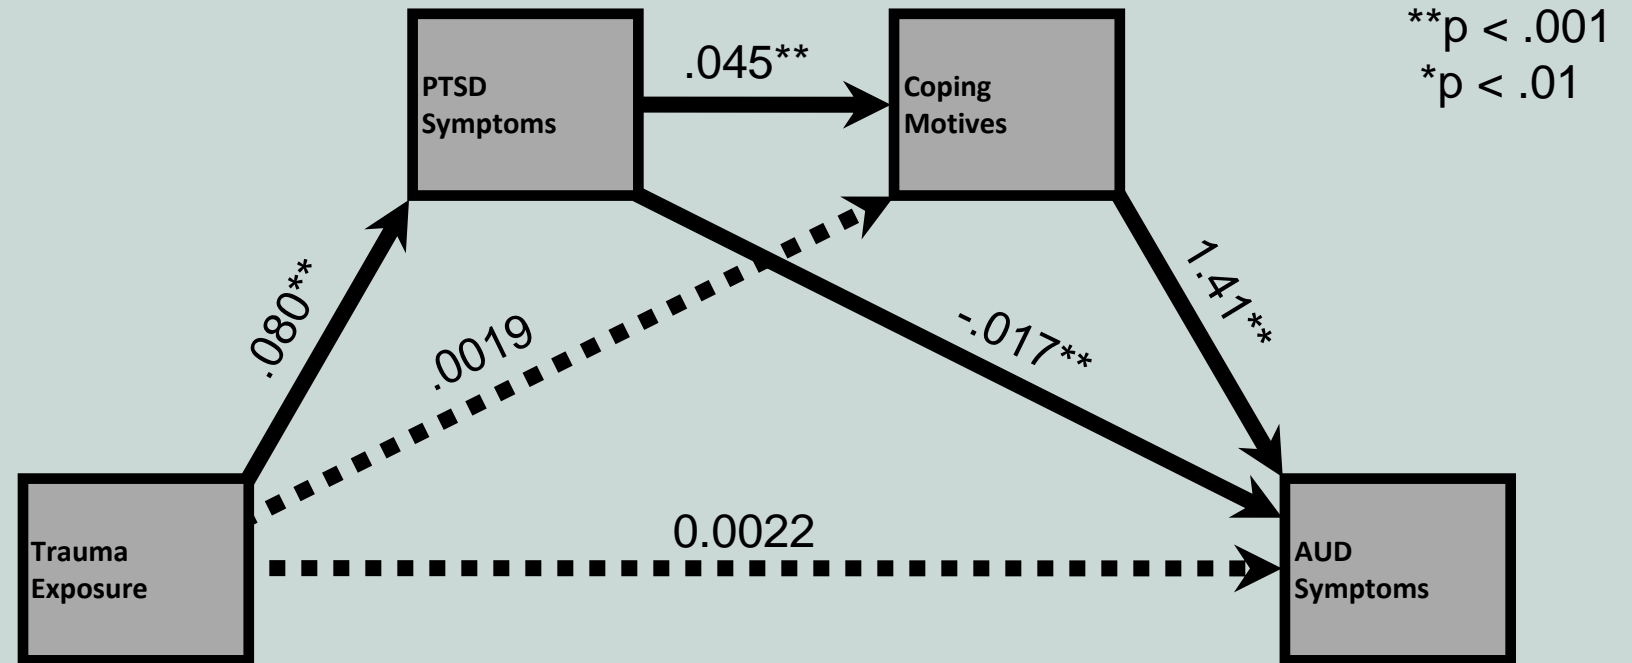 **p < .001
*p < .01
PTSD
Symptoms
.045**
Coping
Motives
.080**
.0019
-.017**
1.41**
0.0022
Trauma
Exposure
AUD
Symptoms